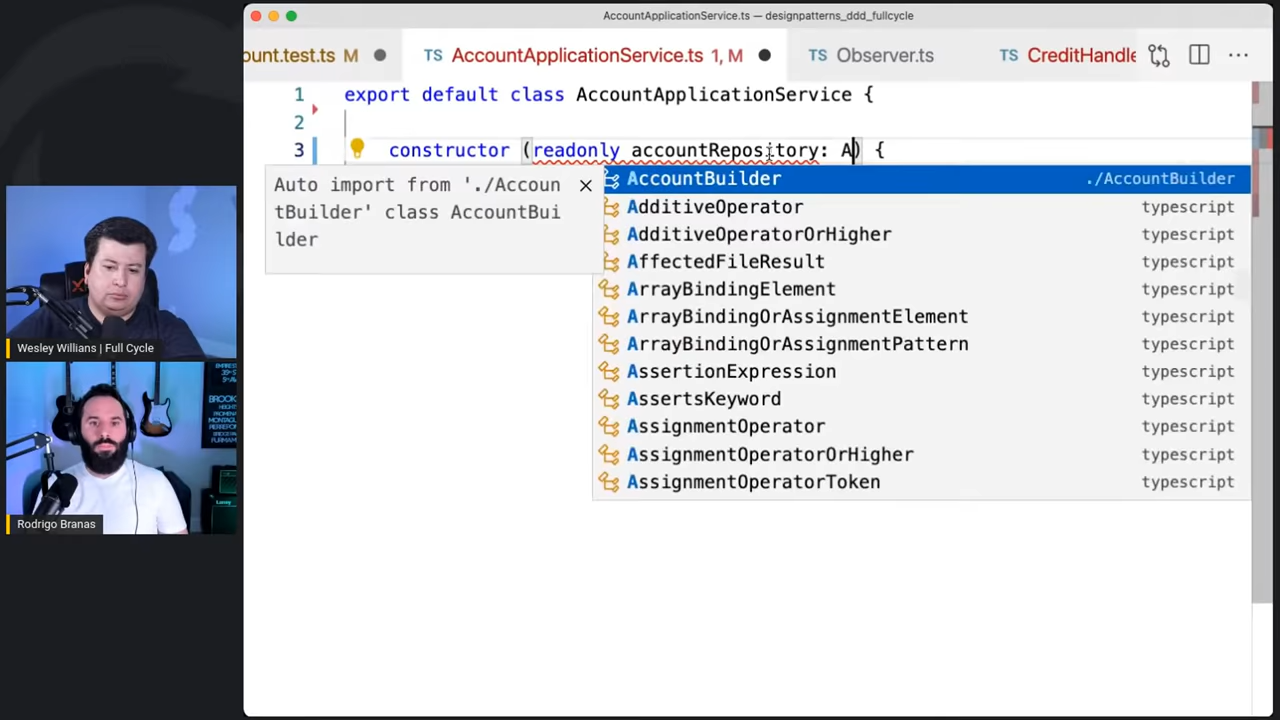 AccountApplicationService.ts — designpatterns_ddd_fullcycle
ount.test.ts M
TS AccountApplicationService.ts 1, M
TS Observer.ts
TS CreditHandle
1 export default class AccountApplicationService {
2
3 constructor (readonly accountRepository: A) {
Auto import from './Accoun
tBuilder' class AccountBui
lder
AccountBuilder ./AccountBuilder
AdditiveOperator typescript
AdditiveOperatorOrHigher typescript
AffectedFileResult typescript
ArrayBindingElement typescript
ArrayBindingOrAssignmentElement typescript
ArrayBindingOrAssignmentPattern typescript
AssertionExpression typescript
AssertsKeyword typescript
AssignmentOperator typescript
AssignmentOperatorOrHigher typescript
AssignmentOperatorToken typescript
Wesley Willians | Full Cycle
Rodrigo Branas